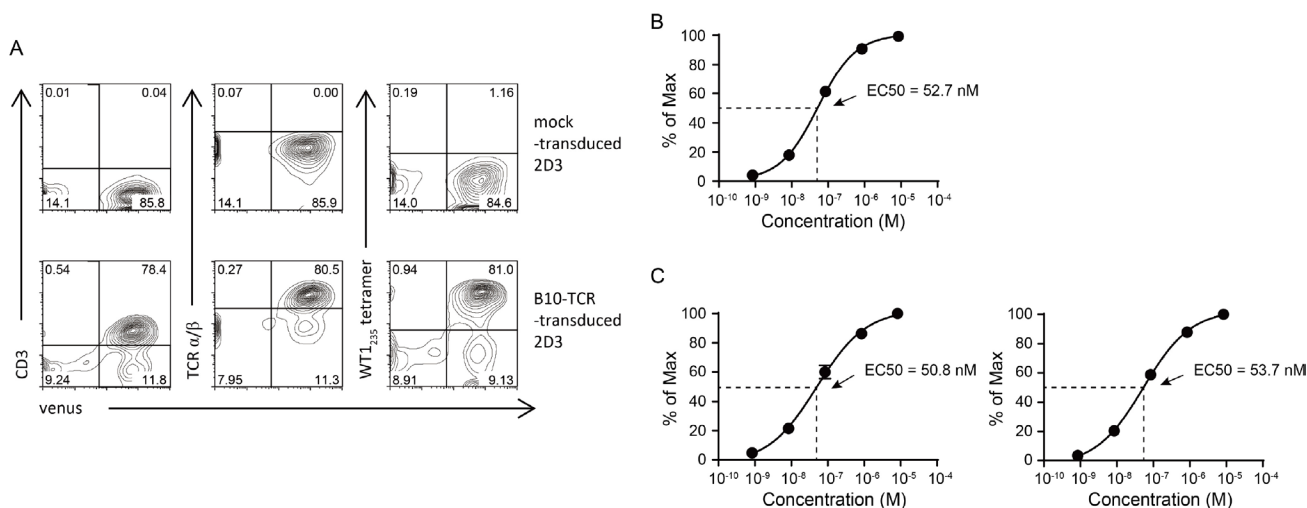 A
CD3
0.01 0.04
14.1 85.8
TCR α/β
0.07 0.00
14.1 85.9
WT1235 tetramer
0.19 1.16
14.0 84.6
mock
-transduced
2D3
0.54 78.4
9.24 11.8
0.27 80.5
7.95 11.3
0.94 81.0
8.91 9.13
B10-TCR
-transduced
2D3
venus
B
% of Max
100
80
60
40
20
0
EC50 = 52.7 nM
10-10 10-9 10-8 10-7 10-6 10-5 10-4
Concentration (M)
C
% of Max
100
80
60
40
20
0
EC50 = 50.8 nM
10-10 10-9 10-8 10-7 10-6 10-5 10-4
Concentration (M)
% of Max
100
80
60
40
20
0
EC50 = 53.7 nM
10-10 10-9 10-8 10-7 10-6 10-5 10-4
Concentration (M)